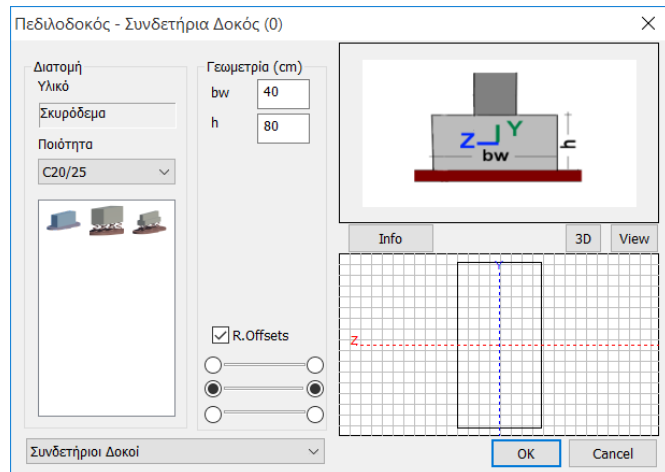 Πεδιλοδοκός - Συνδετήρια Δοκός (0)
Διατομή
Υλικό
Σκυρόδεμα
Ποιότητα
C20/25
Γεωμετρία (cm)
bw 40
h 80
R.Offsets
Συνδετήριοι Δοκοί
Z Y
bw
h
Info 3D View
Y
Z
OK Cancel